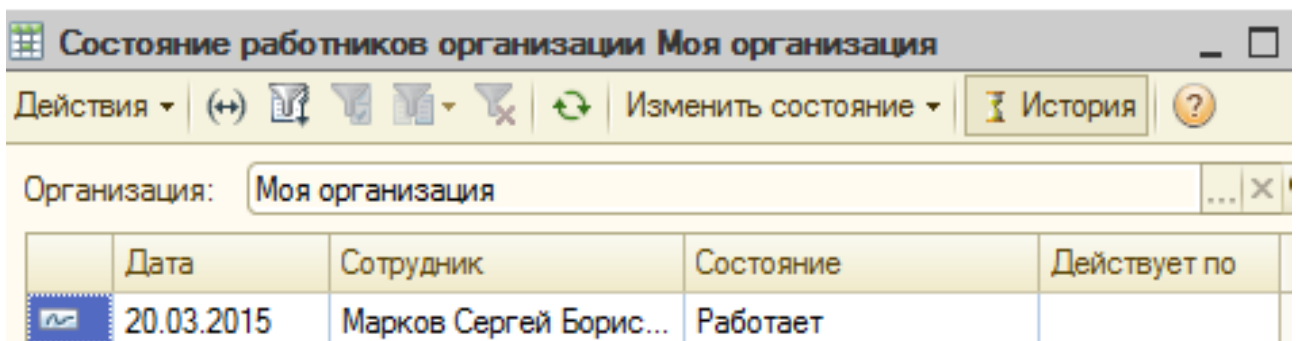 Состояние работников организации Моя организация
Действия Изменить состояние История ?
Организация: Моя организация ...
Дата Сотрудник Состояние Действует по
20.03.2015 Марков Сергей Борис... Работает